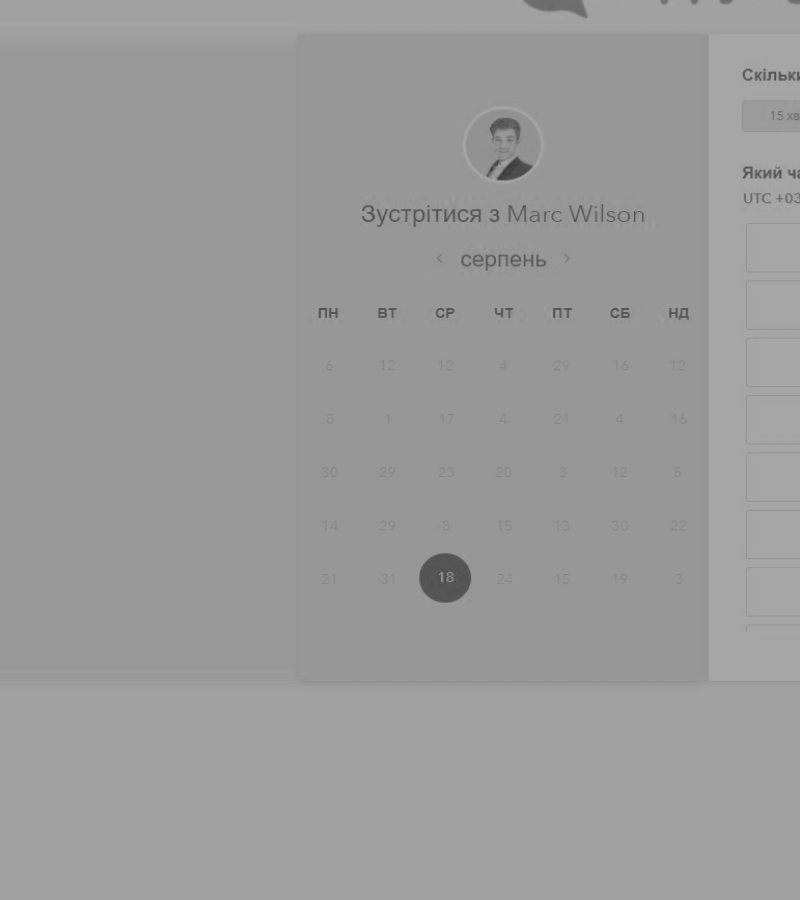 Зустрітися з Marc Wilson
‹ серпень ›
ПН ВТ СР ЧТ ПТ СБ НД
6 12 12 4 29 16 12
8 1 17 4 21 4 16
30 29 23 20 3 12 5
14 29 8 15 13 30 22
21 31 18 24 15 19 3
Скільки
15 хв
Який ча
UTC +03